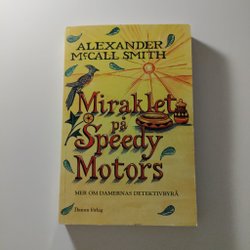 ALEXANDER
McCALL SMITH
Miraklet
på
Speedy
Motors
MER OM DAMERNAS DETEKTIVBYRÅ
Damm förlag